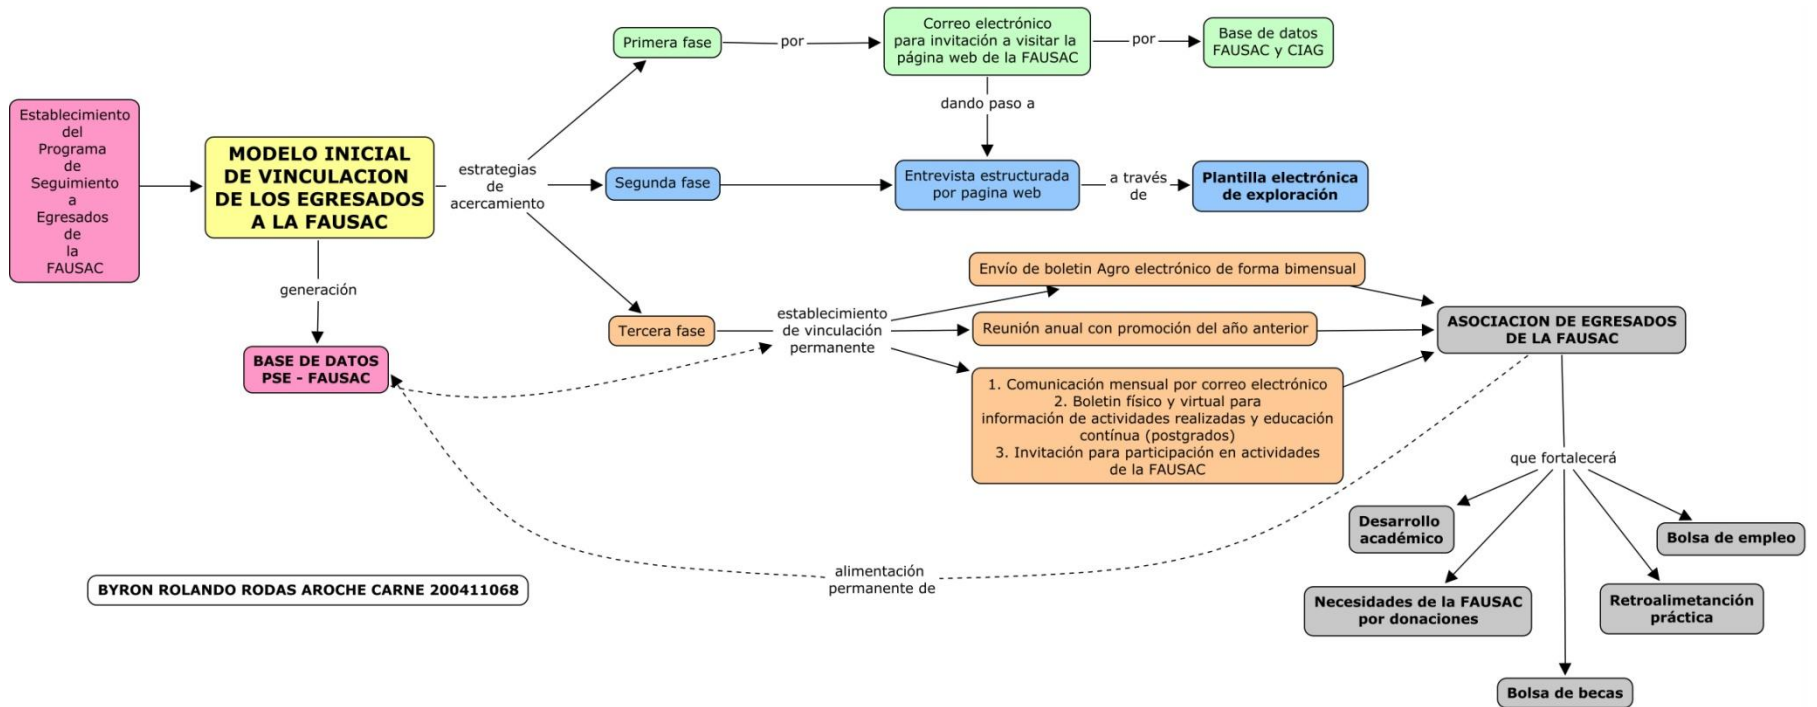 Establecimiento
del
Programa
de
Seguimiento
a
Egresados
de
la
FAUSAC
MODELO INICIAL
DE VINCULACION
DE LOS EGRESADOS
A LA FAUSAC
generación
BASE DE DATOS
PSE - FAUSAC
estrategias
de
acercamiento
Primera fase
por
Correo electrónico
para invitación a visitar la
página web de la FAUSAC
por
Base de datos
FAUSAC y CIAG
dando paso a
Segunda fase
Entrevista estructurada
por pagina web
a través
de
Plantilla electrónica
de exploración
Tercera fase
establecimiento
de vinculación
permanente
Envío de boletin Agro electrónico de forma bimensual
Reunión anual con promoción del año anterior
1. Comunicación mensual por correo electrónico
2. Boletin físico y virtual para
información de actividades realizadas y educación
contínua (postgrados)
3. Invitación para participación en actividades
de la FAUSAC
ASOCIACION DE EGRESADOS
DE LA FAUSAC
que fortalecerá
Desarrollo
académico
Bolsa de empleo
Necesidades de la FAUSAC
por donaciones
Retroalimetanción
práctica
Bolsa de becas
alimentación
permanente de
BYRON ROLANDO RODAS AROCHE CARNE 200411068